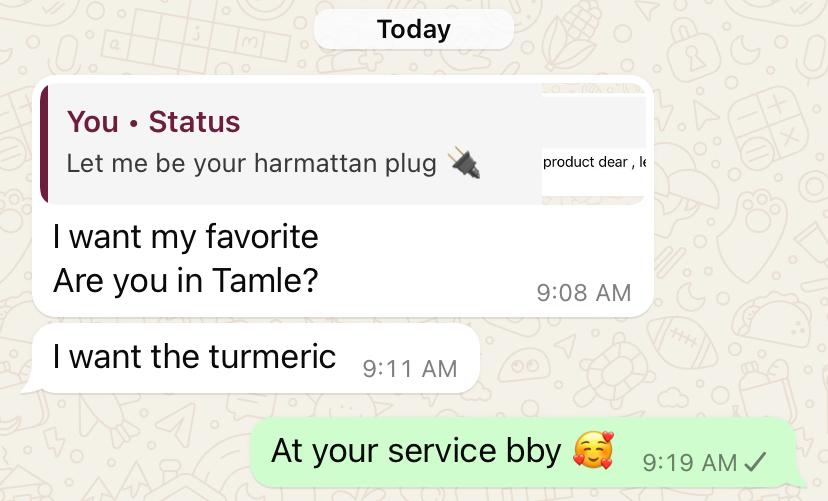 Today
You • Status
Let me be your harmattan plug 🔌
product dear , le
I want my favorite
Are you in Tamle?
9:08 AM
I want the turmeric 9:11 AM
At your service bby 🥰 9:19 AM